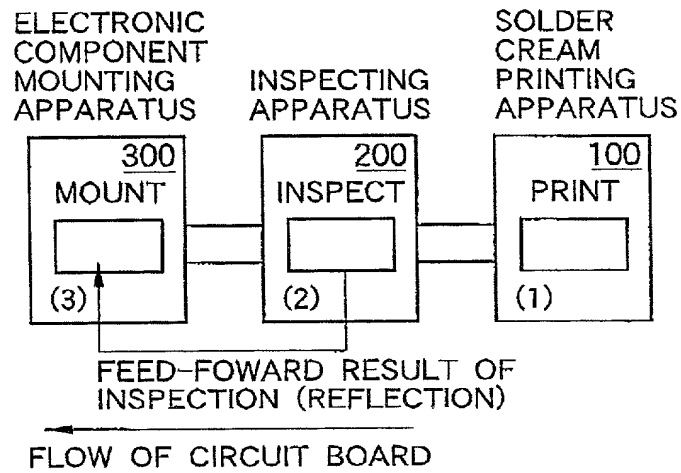 ELECTRONIC
COMPONENT
MOUNTING
APPARATUS
INSPECTING
APPARATUS
SOLDER
CREAM
PRINTING
APPARATUS
300
MOUNT
(3)
200
INSPECT
(2)
100
PRINT
(1)
FEED-FOWARD RESULT OF
INSPECTION (REFLECTION)
FLOW OF CIRCUIT BOARD